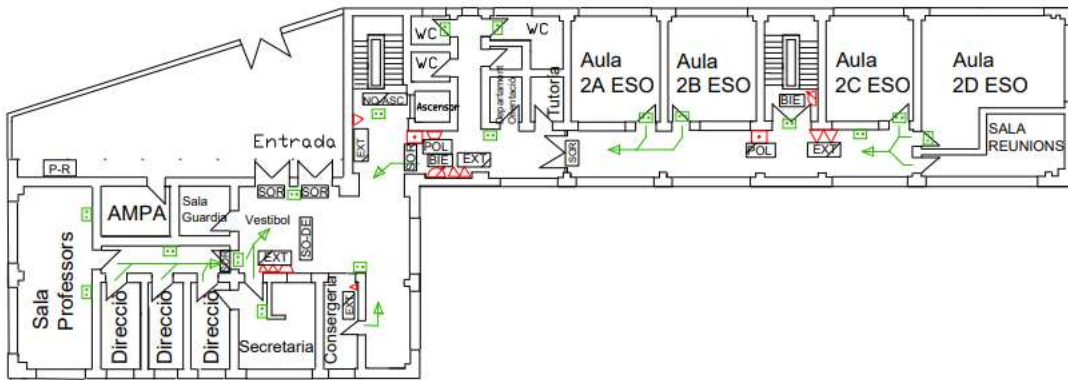 WC
WC
WC
Tutoria
Departament
Orientació
Aula
2A ESO
Aula
2B ESO
Aula
2C ESO
Aula
2D ESO
NO ASC
Ascensor
BIE
SALA
REUNIONS
Entrada
EXT
SOR
POL
BIE
EXT
SOR
POL
EXT
P-R
AMPA
Sala
Guardia
SOR
SOR
Vestibol
SO-DE
EXT
Sala
Professors
Direcció
Direcció
Direcció
Secretaria
Consergeria
EXT